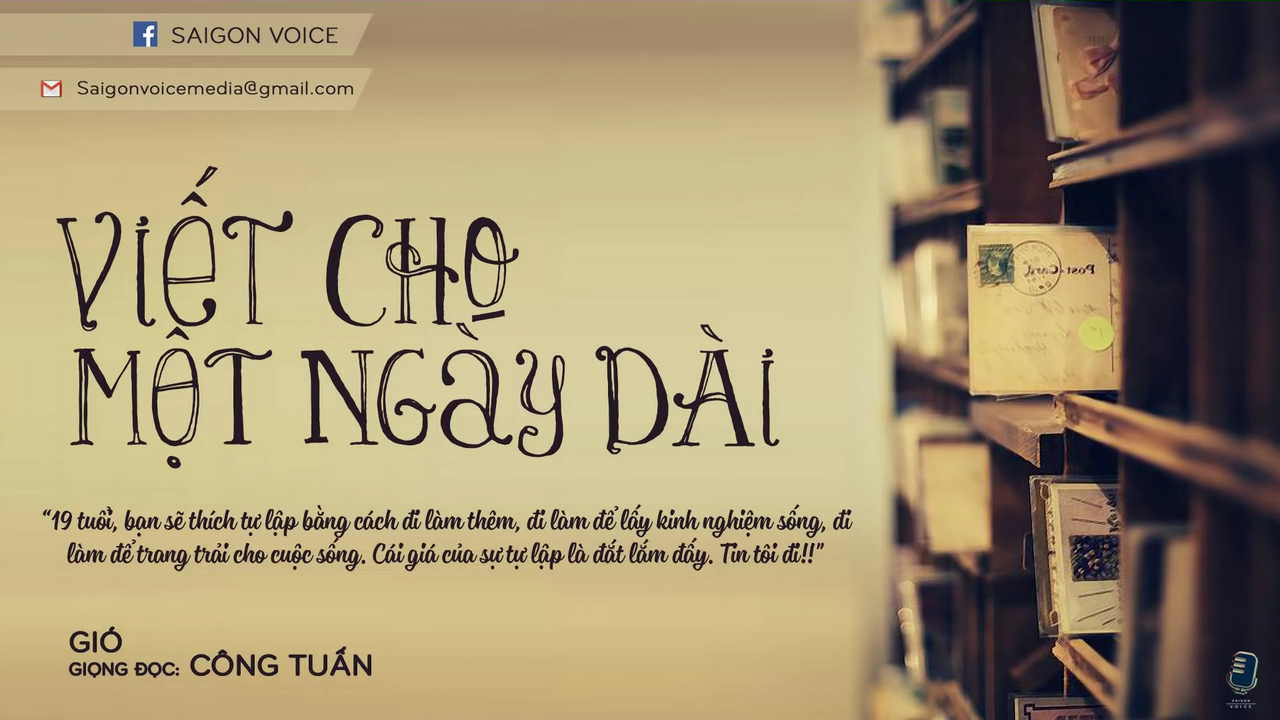 SAIGON VOICE
Saigonvoicemedia@gmail.com
VIẾT CHO
MỘT NGÀY DÀI
“19 tuổi, bạn sẽ thích tự lập bằng cách đi làm thêm, đi làm để lấy kinh nghiệm sống, đi
làm để trang trải cho cuộc sống. Cái giá của sự tự lập là đắt lắm đấy. Tin tôi đi!!”
GIÓ
GIỌNG ĐỌC: CÔNG TUẤN
Post Card
SAIGON
VOICE